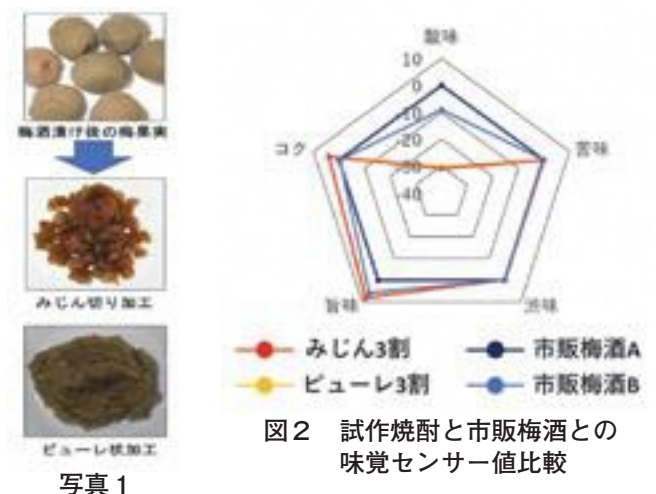 梅酒漬け後の梅果実
みじん切り加工
ピューレ状加工
写真1
酸味
10
0
-10
-20
-30
-40
コク
苦味
旨味
渋味
みじん3割
市販梅酒A
ピューレ3割
市販梅酒B
図2 試作焼酎と市販梅酒との
味覚センサー値比較